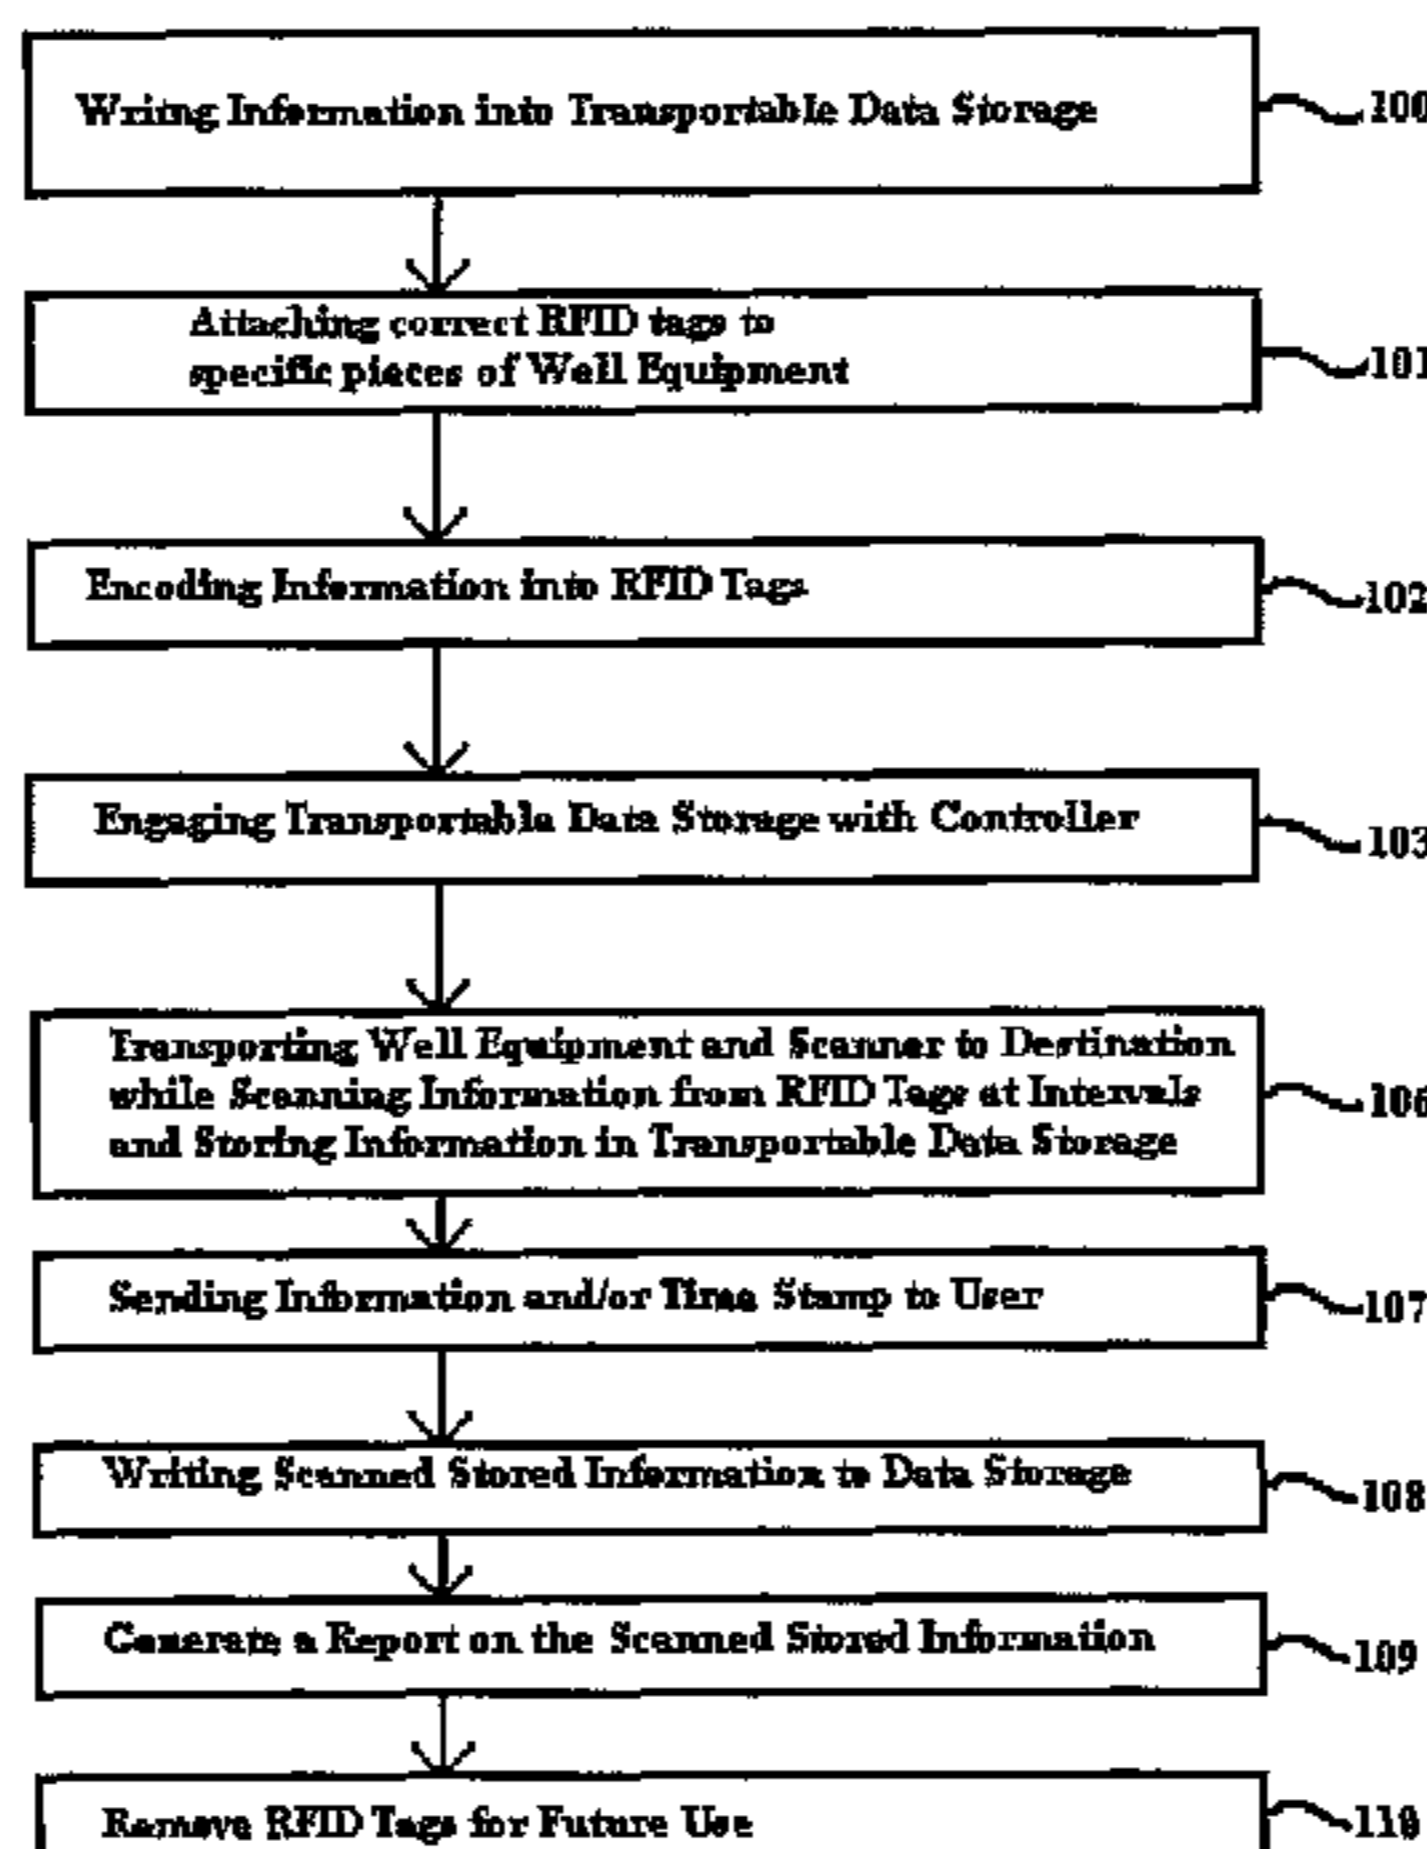 Writing Information into Transportable Data Storage
100
Attaching correct RFID tags to
specific pieces of Well Equipment
101
Encoding Information into RFID Tags
102
Engaging Transportable Data Storage with Controller
103
Transporting Well Equipment and Scanner to Destination
while Scanning Information from RFID Tags at Intervals
and Storing Information in Transportable Data Storage
106
Sending Information and/or Time Stamp to User
107
Writing Scanned Stored Information to Data Storage
108
Generate a Report on the Scanned Stored Information
109
Remove RFID Tags for Future Use
110